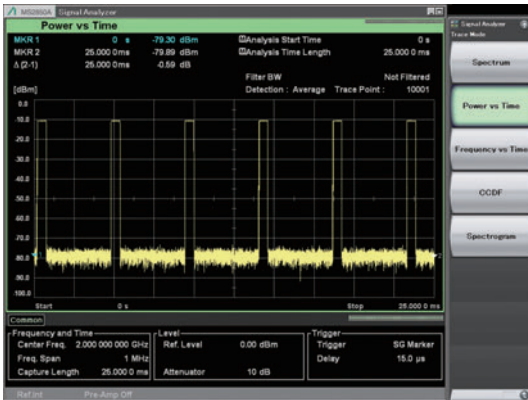 MS2690A Signal Analyzer
Power vs Time
MKR 1 0 s -79.30 dBm
MKR 2 25.000 0ms -79.89 dBm
Δ (2-1) 25.000 0ms -0.59 dB
Analysis Start Time 0 s
Analysis Time Length 25.000 0 ms
Filter BW Not Filtered
Detection : Average Trace Point : 10001
[dBm]
0.0
-10.0
-20.0
-30.0
-40.0
-50.0
-60.0
-70.0
-80.0
-90.0
-100.0
1
2
Start 0 s
Stop 25.000 0 ms
Common
Frequency and Time
Center Freq. 2.000 000 000 GHz
Freq. Span 1 MHz
Capture Length 25.000 0 ms
Level
Ref. Level 0.00 dBm
Attenuator 10 dB
Trigger
Trigger SG Marker
Delay 15.0 µs
Ref.Int Pre-Amp Off
Signal Analyzer
Trace Mode
Spectrum
Power vs Time
Frequency vs Time
CCDF
Spectrogram